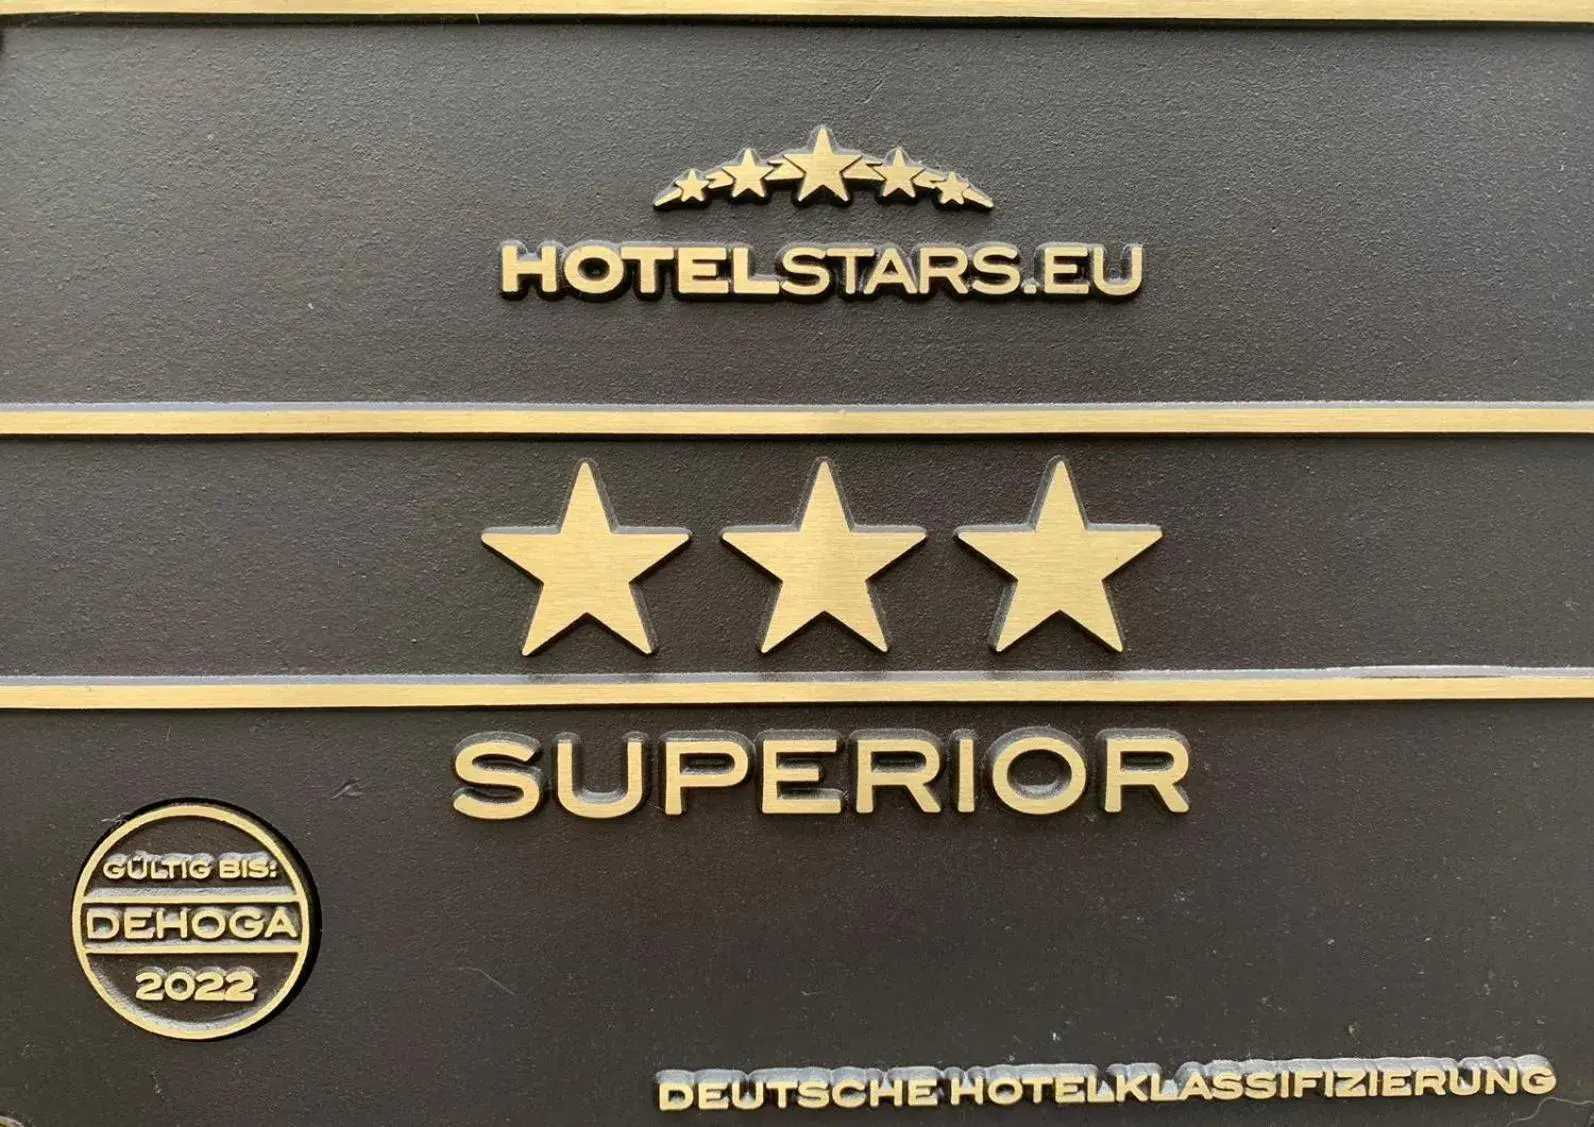 HOTELSTARS.EU
SUPERIOR
GÜLTIG BIS:
DEHOGA
2022
DEUTSCHE HOTELKLASSIFIZIERUNG